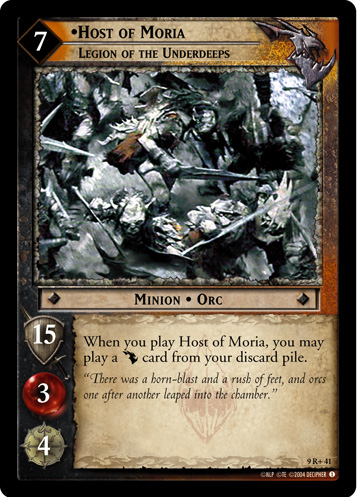 7
•Host of Moria
Legion of the Underdeeps
Minion • Orc
15
3
4
When you play Host of Moria, you may
play a card from your discard pile.
“There was a horn-blast and a rush of feet, and orcs
one after another leaped into the chamber.”
9 R+ 41
©NLP ©TE ©2004 DECIPHER